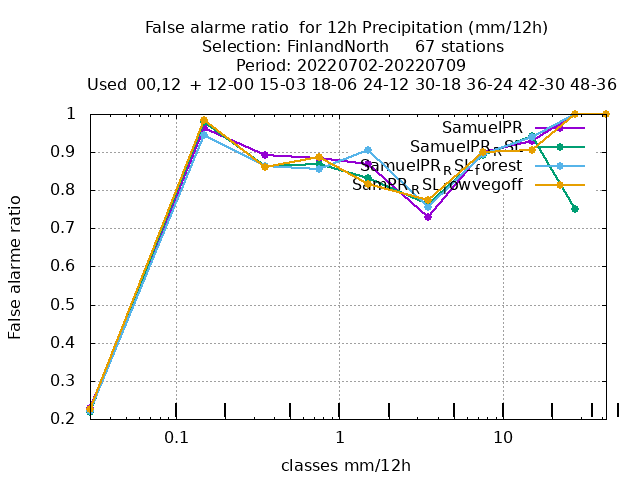 False alarme ratio  for 12h Precipitation (mm/12h)
Selection: FinlandNorth     67 stations
Period: 20220702-20220709
Used  00,12  + 12-00 15-03 18-06 24-12 30-18 36-24 42-30 48-36
SamuelPR
SamuelPR_RSL
SamuelPR_RSL_forest
SamRR_RSL_lowvegoff
1
0.9
0.8
0.7
0.6
0.5
0.4
0.3
0.2
False alarme ratio
0.1
1
10
classes mm/12h